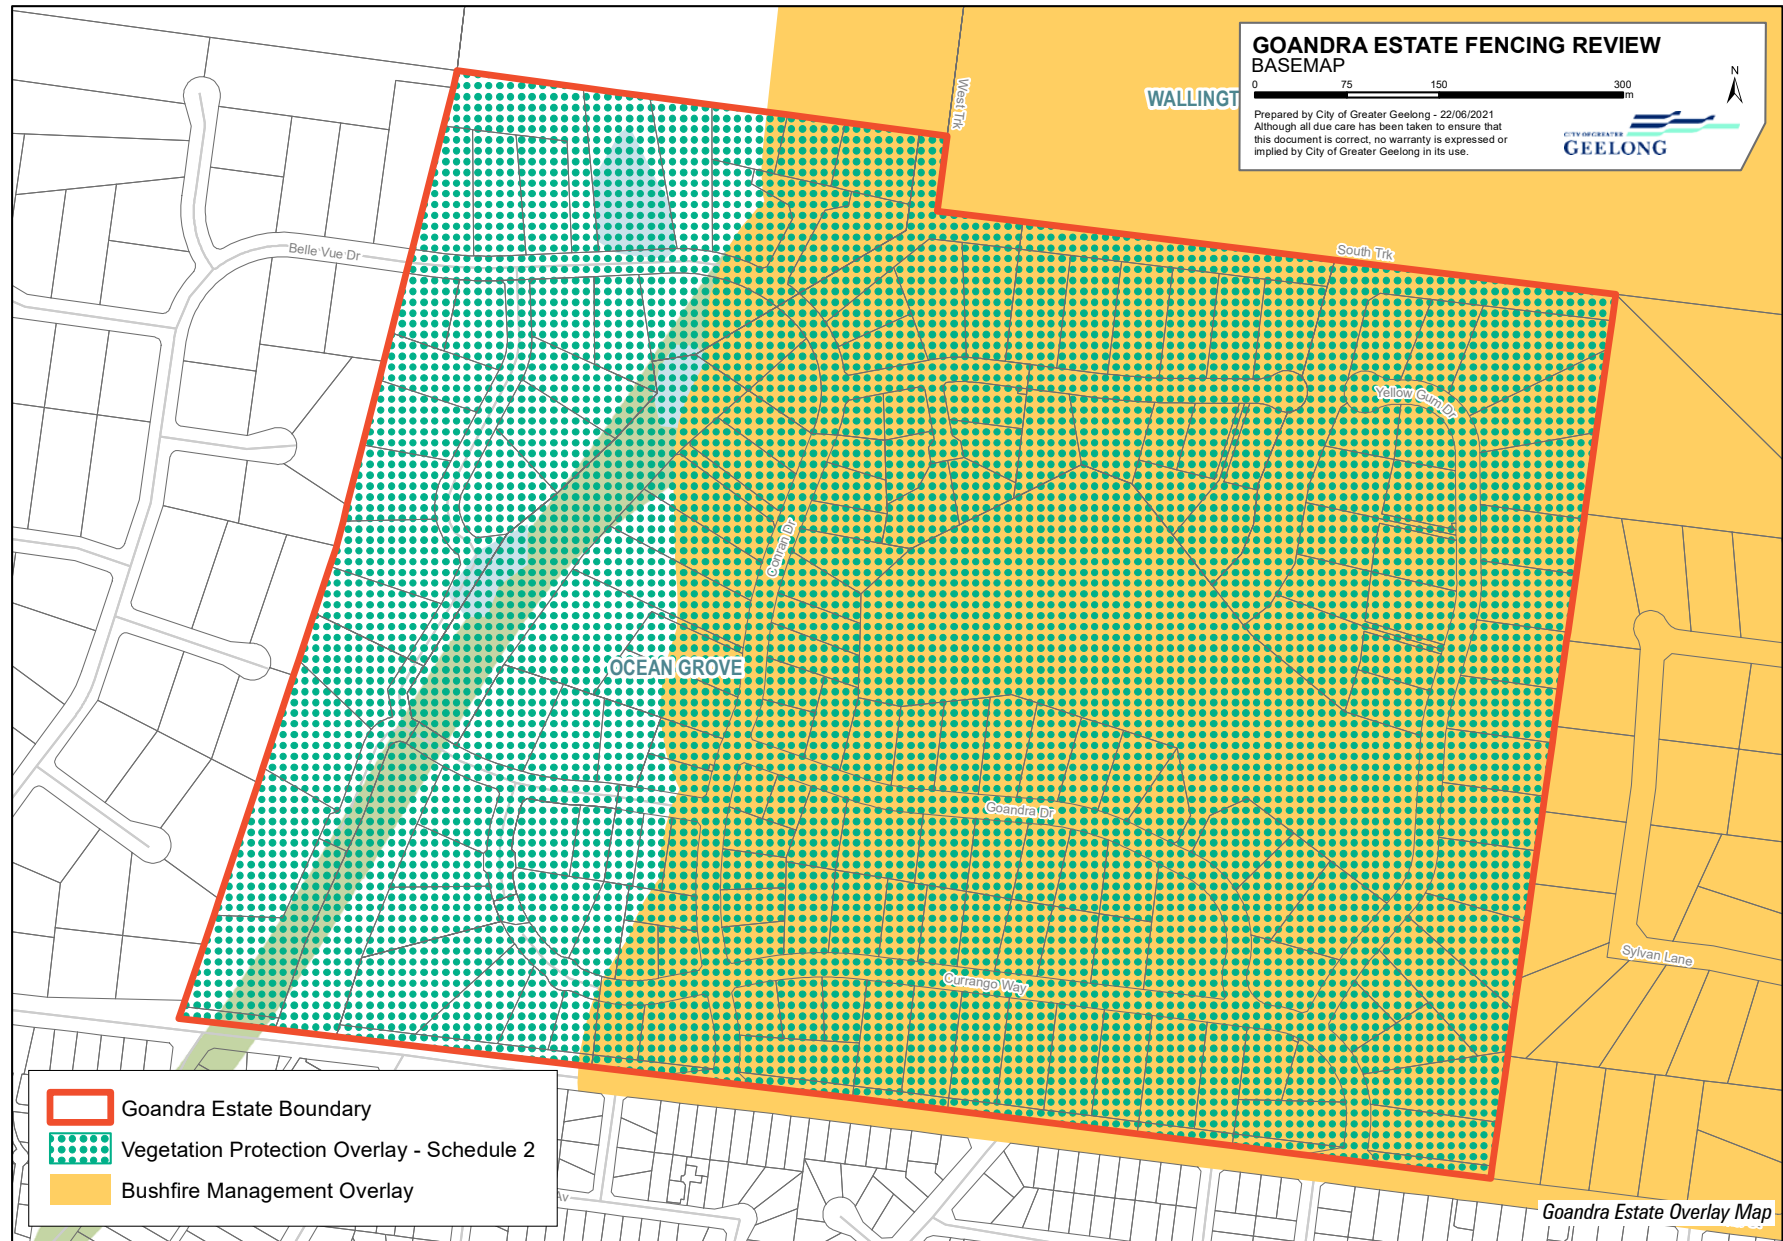 GOANDRA ESTATE FENCING REVIEW
BASEMAP
0 75 150 300
m
N
Prepared by City of Greater Geelong - 22/06/2021
Although all due care has been taken to ensure that
this document is correct, no warranty is expressed or
implied by City of Greater Geelong in its use.
CITY OF GREATER
GEELONG
WALLINGT
West Trk
South Trk
Belle Vue Dr
Yellow Gum Dr
Conran Dr
OCEAN GROVE
Goandra Dr
Currango Way
Sylvan Lane
Goandra Estate Boundary
Vegetation Protection Overlay - Schedule 2
Bushfire Management Overlay
Av
Goandra Estate Overlay Map